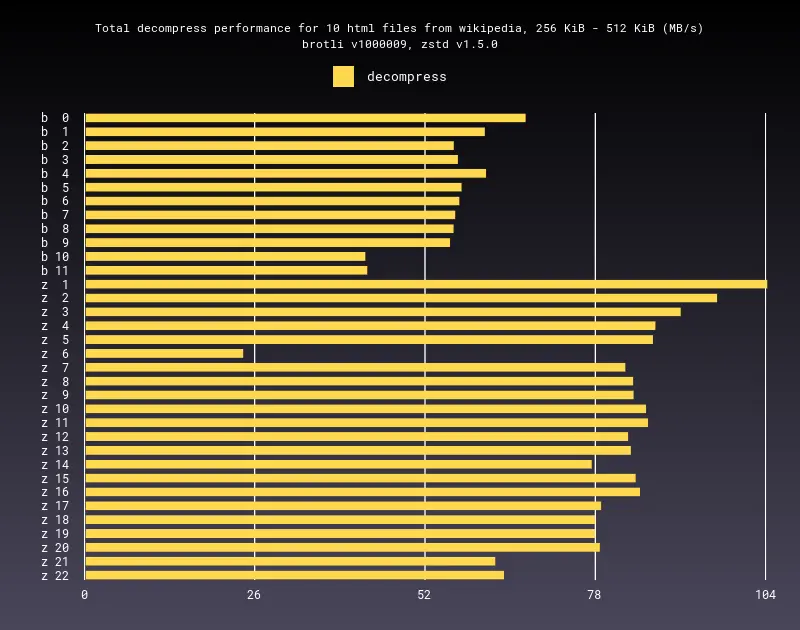 Total decompress performance for 10 html files from wikipedia, 256 KiB - 512 KiB (MB/s)
brotli v1000009, zstd v1.5.0
decompress
b 0
b 1
b 2
b 3
b 4
b 5
b 6
b 7
b 8
b 9
b 10
b 11
z 1
z 2
z 3
z 4
z 5
z 6
z 7
z 8
z 9
z 10
z 11
z 12
z 13
z 14
z 15
z 16
z 17
z 18
z 19
z 20
z 21
z 22
0 26 52 78 104